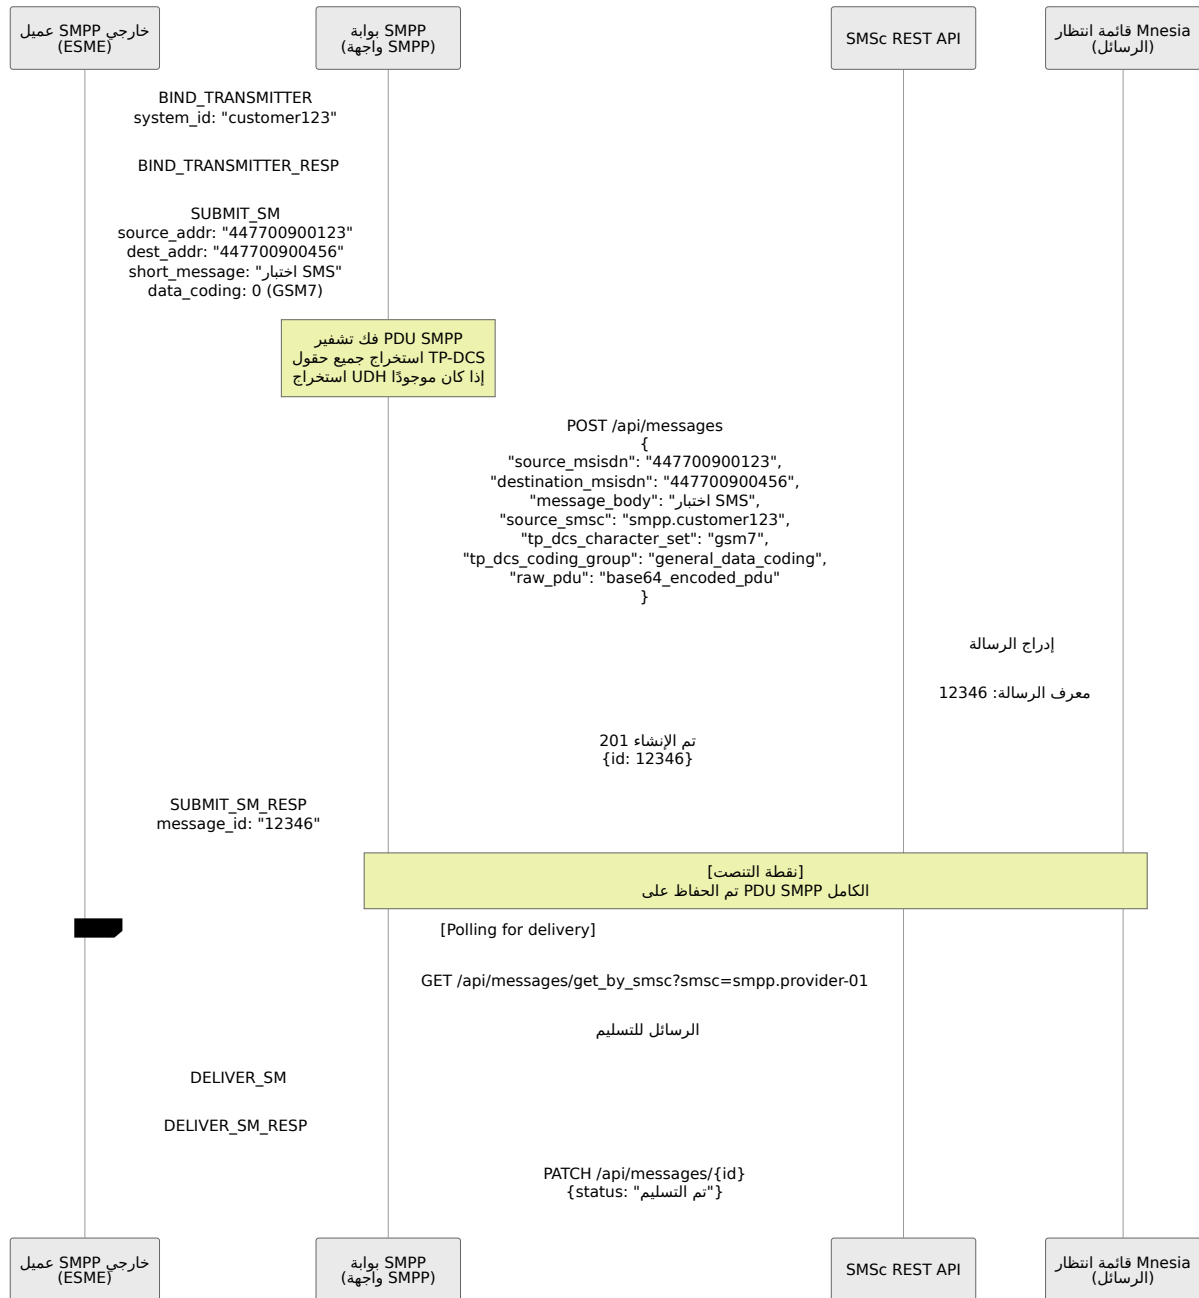 عميل SMPP خارجي
(ESME)
بوابة SMPP
(واجهة SMPP)
SMSc REST API
قائمة انتظار Mnesia
(الرسائل)
BIND_TRANSMITTER
system_id: "customer123"
BIND_TRANSMITTER_RESP
SUBMIT_SM
source_addr: "447700900123"
dest_addr: "447700900456"
short_message: "اختبار SMS"
data_coding: 0 (GSM7)
فك تشفير PDU SMPP
استخراج جميع حقول TP-DCS
استخراج UDH إذا كان موجودًا
POST /api/messages
{
"source_msisdn": "447700900123",
"destination_msisdn": "447700900456",
"message_body": "اختبار SMS",
"source_smsc": "smpp.customer123",
"tp_dcs_character_set": "gsm7",
"tp_dcs_coding_group": "general_data_coding",
"raw_pdu": "base64_encoded_pdu"
}
إدراج الرسالة
معرف الرسالة: 12346
201 تم الإنشاء
{id: 12346}
SUBMIT_SM_RESP
message_id: "12346"
[نقطة التنصت]
تم الحفاظ على PDU SMPP الكامل
[Polling for delivery]
GET /api/messages/get_by_smsc?smsc=smpp.provider-01
الرسائل للتسليم
DELIVER_SM
DELIVER_SM_RESP
PATCH /api/messages/{id}
{status: "تم التسليم"}
عميل SMPP خارجي
(ESME)
بوابة SMPP
(واجهة SMPP)
SMSc REST API
قائمة انتظار Mnesia
(الرسائل)